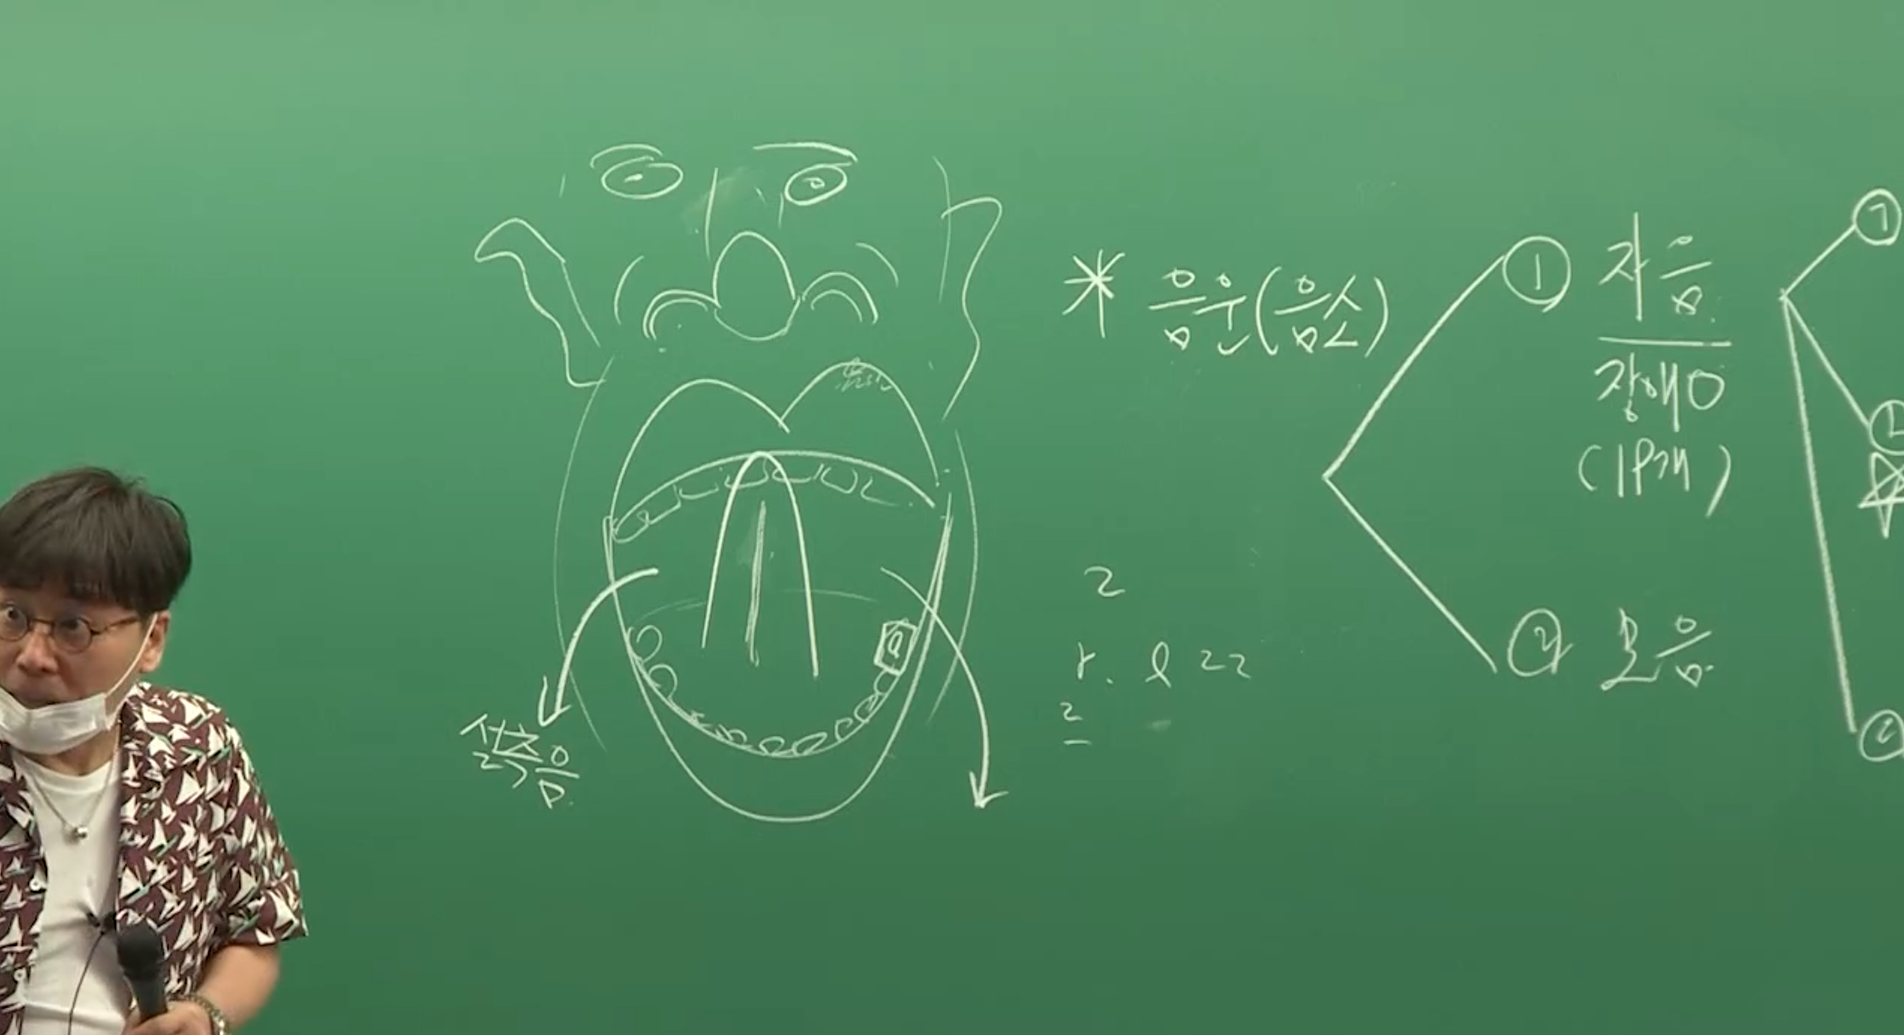 * 음운(음소)
① 자음
장애ㅇ
(19개)
② 모음
ㄹ
r. l ㄹㄹ
ㄹ
설측음
㉠
㉡